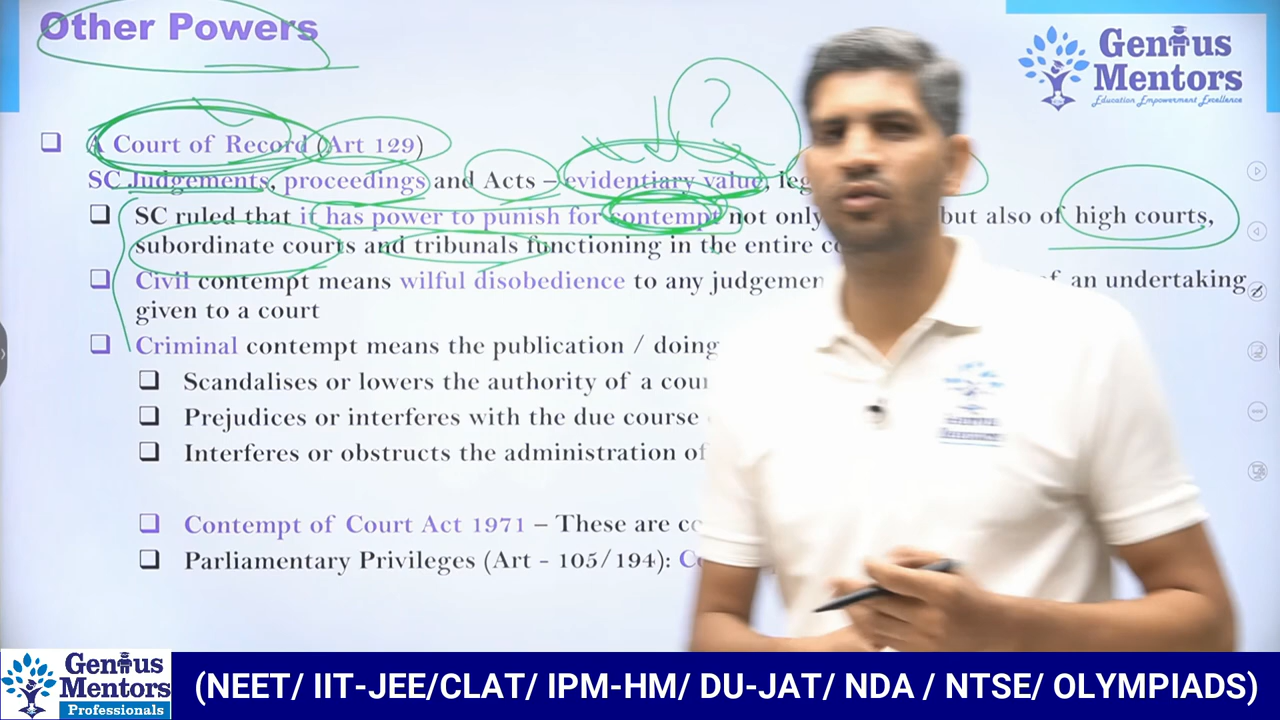 Other Powers
Genius
Mentors
Education Empowerment Excellence
A Court of Record (Art 129)
SC Judgements, proceedings and Acts – evidentiary value, leg
SC ruled that it has power to punish for contempt not only but also of high courts,
subordinate courts and tribunals functioning in the entire
Civil contempt means wilful disobedience to any judgemen an undertaking
given to a court
Criminal contempt means the publication / doing
Scandalises or lowers the authority of a cour
Prejudices or interferes with the due course
Interferes or obstructs the administration of
Contempt of Court Act 1971 – These are co
Parliamentary Privileges (Art - 105/194): Co
?
Genius
Mentors
Professionals
(NEET/ IIT-JEE/CLAT/ IPM-HM/ DU-JAT/ NDA / NTSE/ OLYMPIADS)